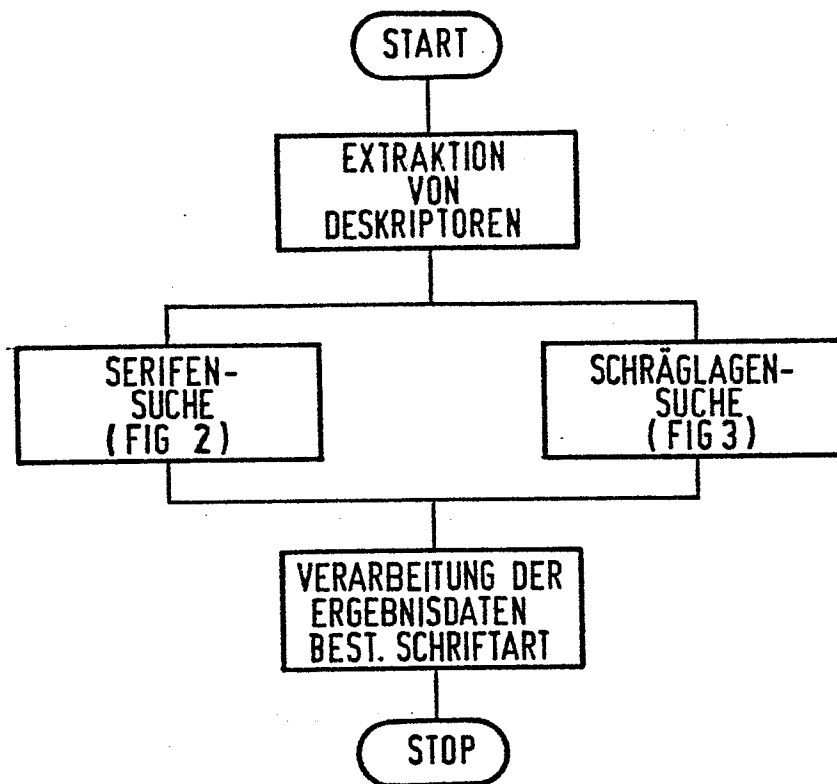 START
EXTRAKTION
VON
DESKRIPTOREN
SERIFEN-
SUCHE
(FIG 2)
SCHRÄGLAGEN-
SUCHE
(FIG 3)
VERARBEITUNG DER
ERGEBNISDATEN
BEST. SCHRIFTART
STOP